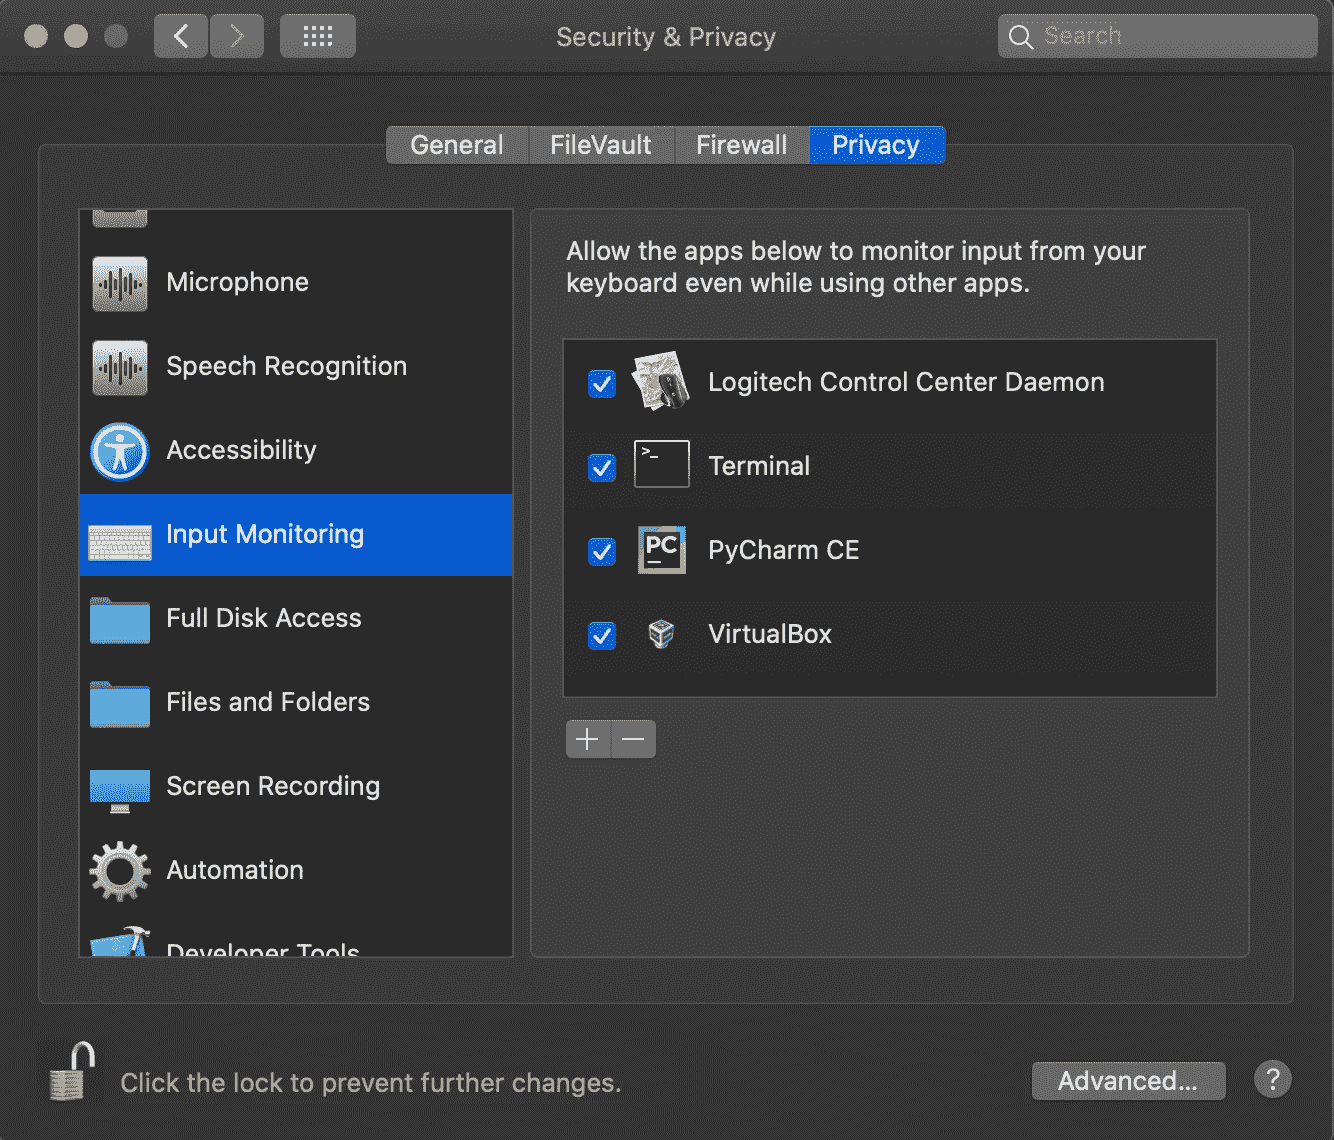 Security & Privacy
Search
General
FileVault
Firewall
Privacy
Microphone
Speech Recognition
Accessibility
Input Monitoring
Full Disk Access
Files and Folders
Screen Recording
Automation
Developer Tools
Allow the apps below to monitor input from your
keyboard even while using other apps.
Logitech Control Center Daemon
>_
Terminal
PC
PyCharm CE
VirtualBox
Click the lock to prevent further changes.
Advanced...
?